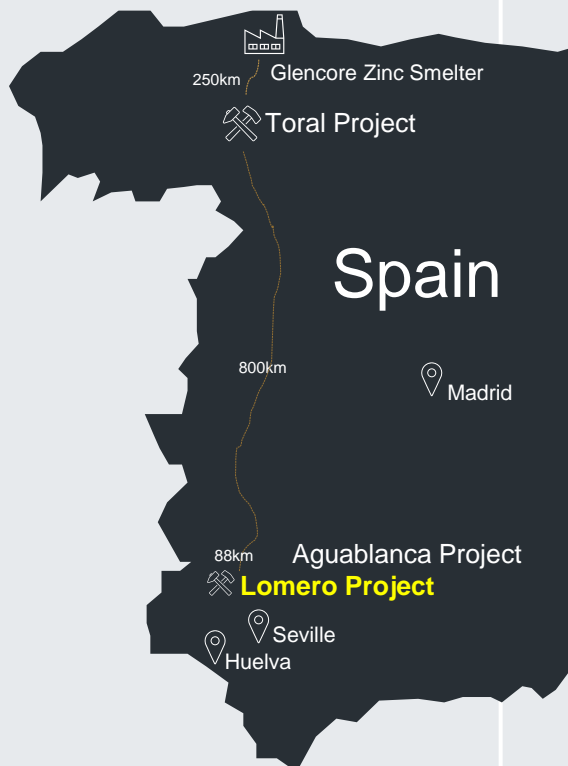 250km
Glencore Zinc Smelter
Toral Project
Spain
800km
Madrid
88km
Aguablanca Project
Lomero Project
Seville
Huelva